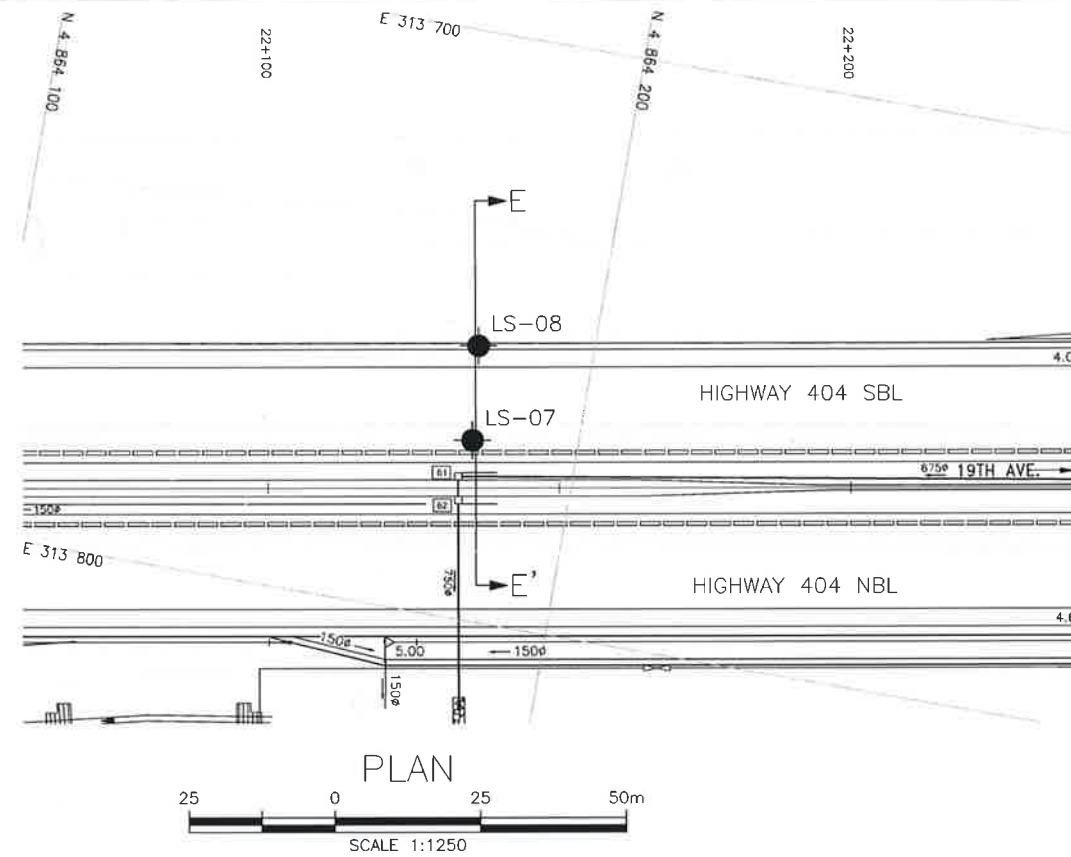 N 4 864 100
22+100
E 313 700
N 4 864 200
22+200
E
LS-08
4.0
HIGHWAY 404 SBL
LS-07
61
675ø 19TH AVE.
62
150ø
E 313 800
750ø
E'
HIGHWAY 404 NBL
4.6
150ø
5.00
150ø
150ø
PLAN
25 0 25 50m
SCALE 1:1250